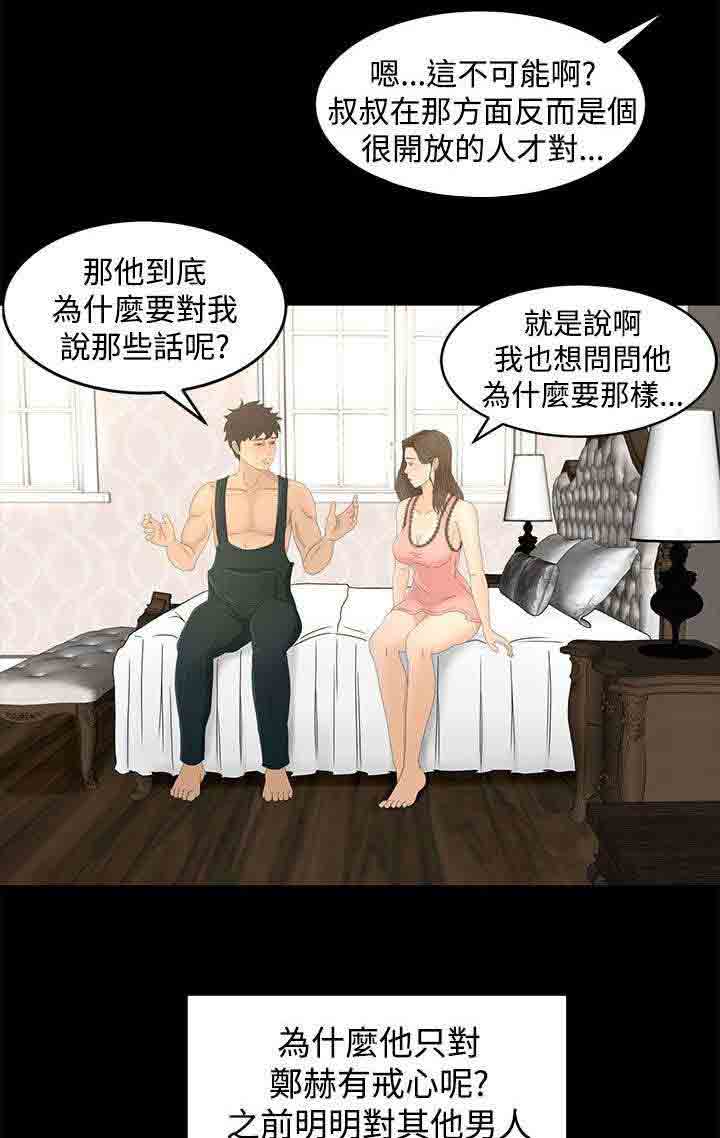 嗯...這不可能啊?
叔叔在那方面反而是個
很開放的人才對...
那他到底
為什麼要對我
說那些話呢?
就是說啊
我也想問問他
為什麼要那樣...
為什麼他只對
鄭赫有戒心呢?
之前明明對其他男人